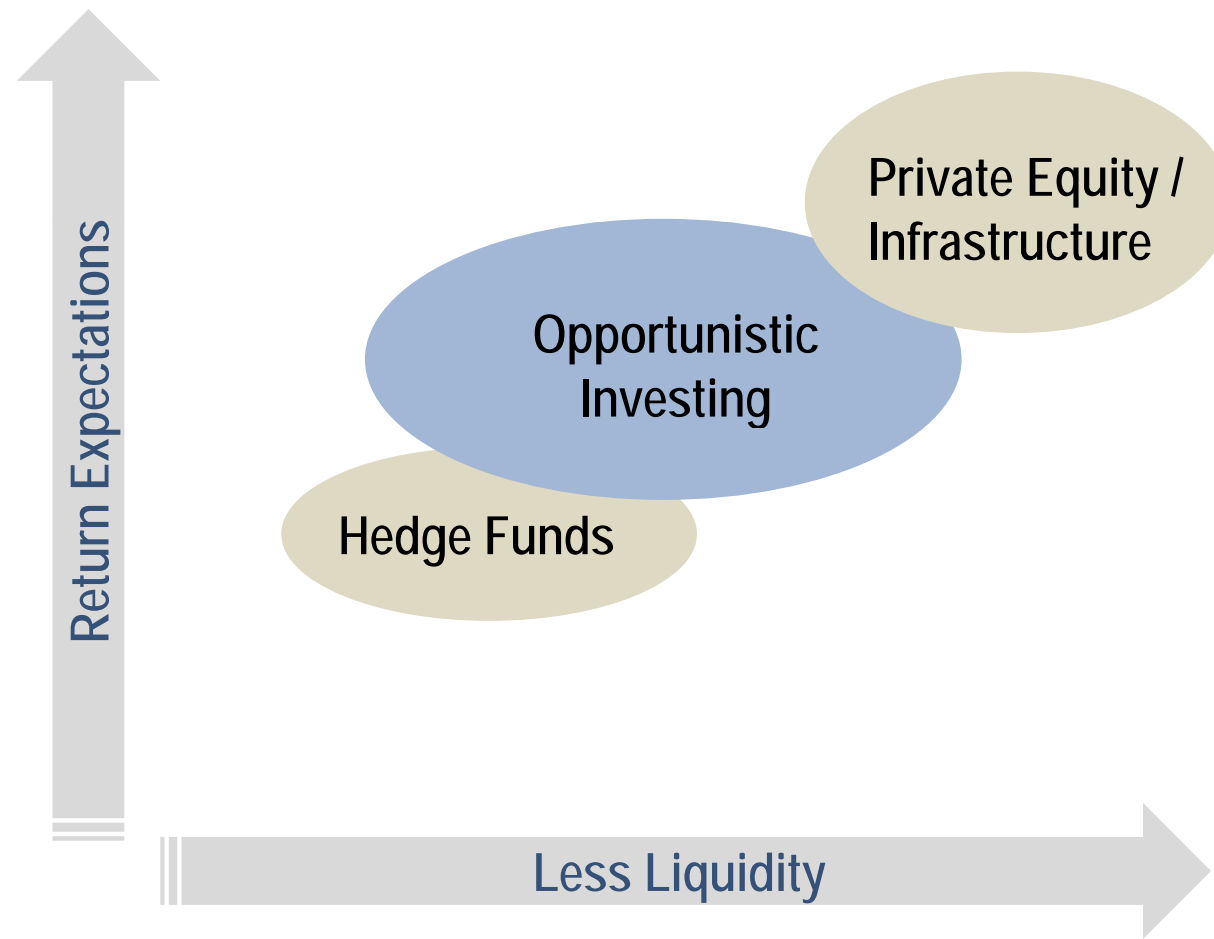 Return Expectations
Private Equity /
Infrastructure
Opportunistic
Investing
Hedge Funds
Less Liquidity